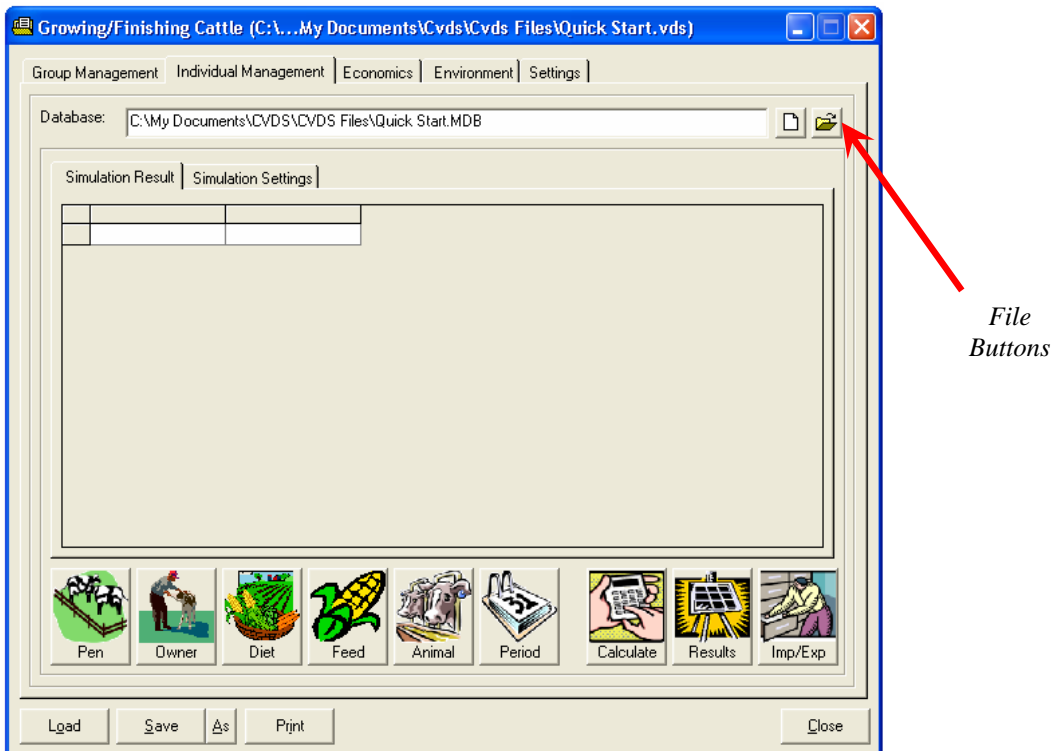 Growing/Finishing Cattle (C:\...My Documents\Cvds\Cvds Files\Quick Start.vds)
Group Management Individual Management Economics Environment Settings
Database: C:\My Documents\CVDS\CVDS Files\Quick Start.MDB
Simulation Result Simulation Settings
File
Buttons
31
Pen Owner Diet Feed Animal Period Calculate Results Imp/Exp
Load Save As Print Close